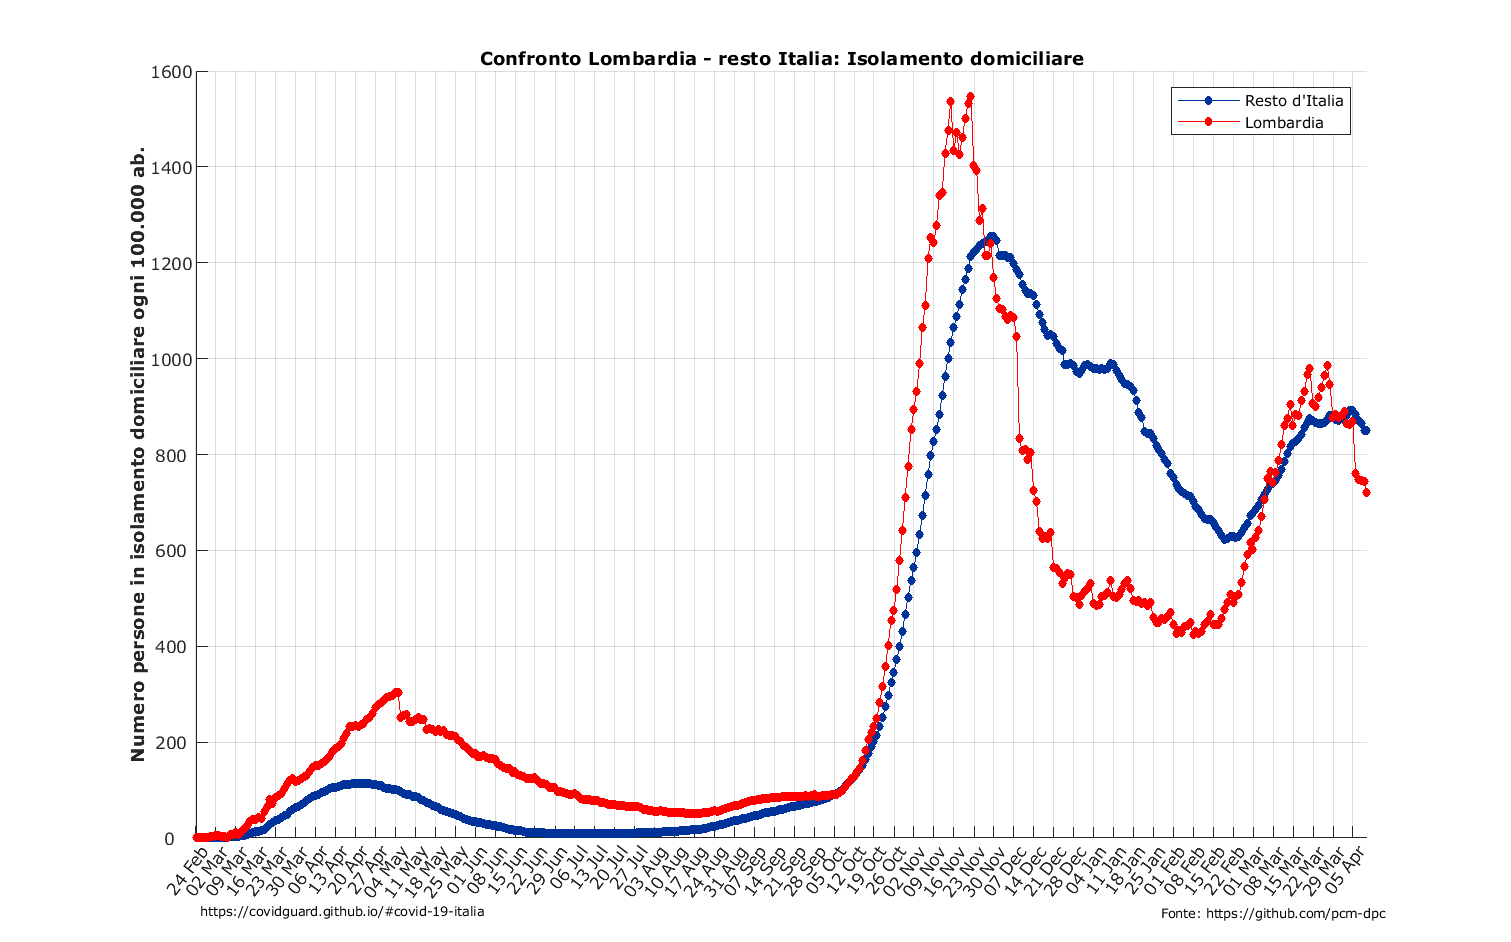 Confronto Lombardia - resto Italia: Isolamento domiciliare
Numero persone in isolamento domiciliare ogni 100.000 ab.
1600
1400
1200
1000
800
600
400
200
0
Resto d'Italia
Lombardia
24 Feb
02 Mar
09 Mar
16 Mar
23 Mar
30 Mar
06 Apr
13 Apr
20 Apr
27 Apr
04 May
11 May
18 May
25 May
01 Jun
08 Jun
15 Jun
22 Jun
29 Jun
06 Jul
13 Jul
20 Jul
27 Jul
03 Aug
10 Aug
17 Aug
24 Aug
31 Aug
07 Sep
14 Sep
21 Sep
28 Sep
05 Oct
12 Oct
19 Oct
26 Oct
02 Nov
09 Nov
16 Nov
23 Nov
30 Nov
07 Dec
14 Dec
21 Dec
28 Dec
04 Jan
11 Jan
18 Jan
25 Jan
01 Feb
08 Feb
15 Feb
22 Feb
01 Mar
08 Mar
15 Mar
22 Mar
29 Mar
05 Apr
https://covidguard.github.io/#covid-19-italia
Fonte: https://github.com/pcm-dpc